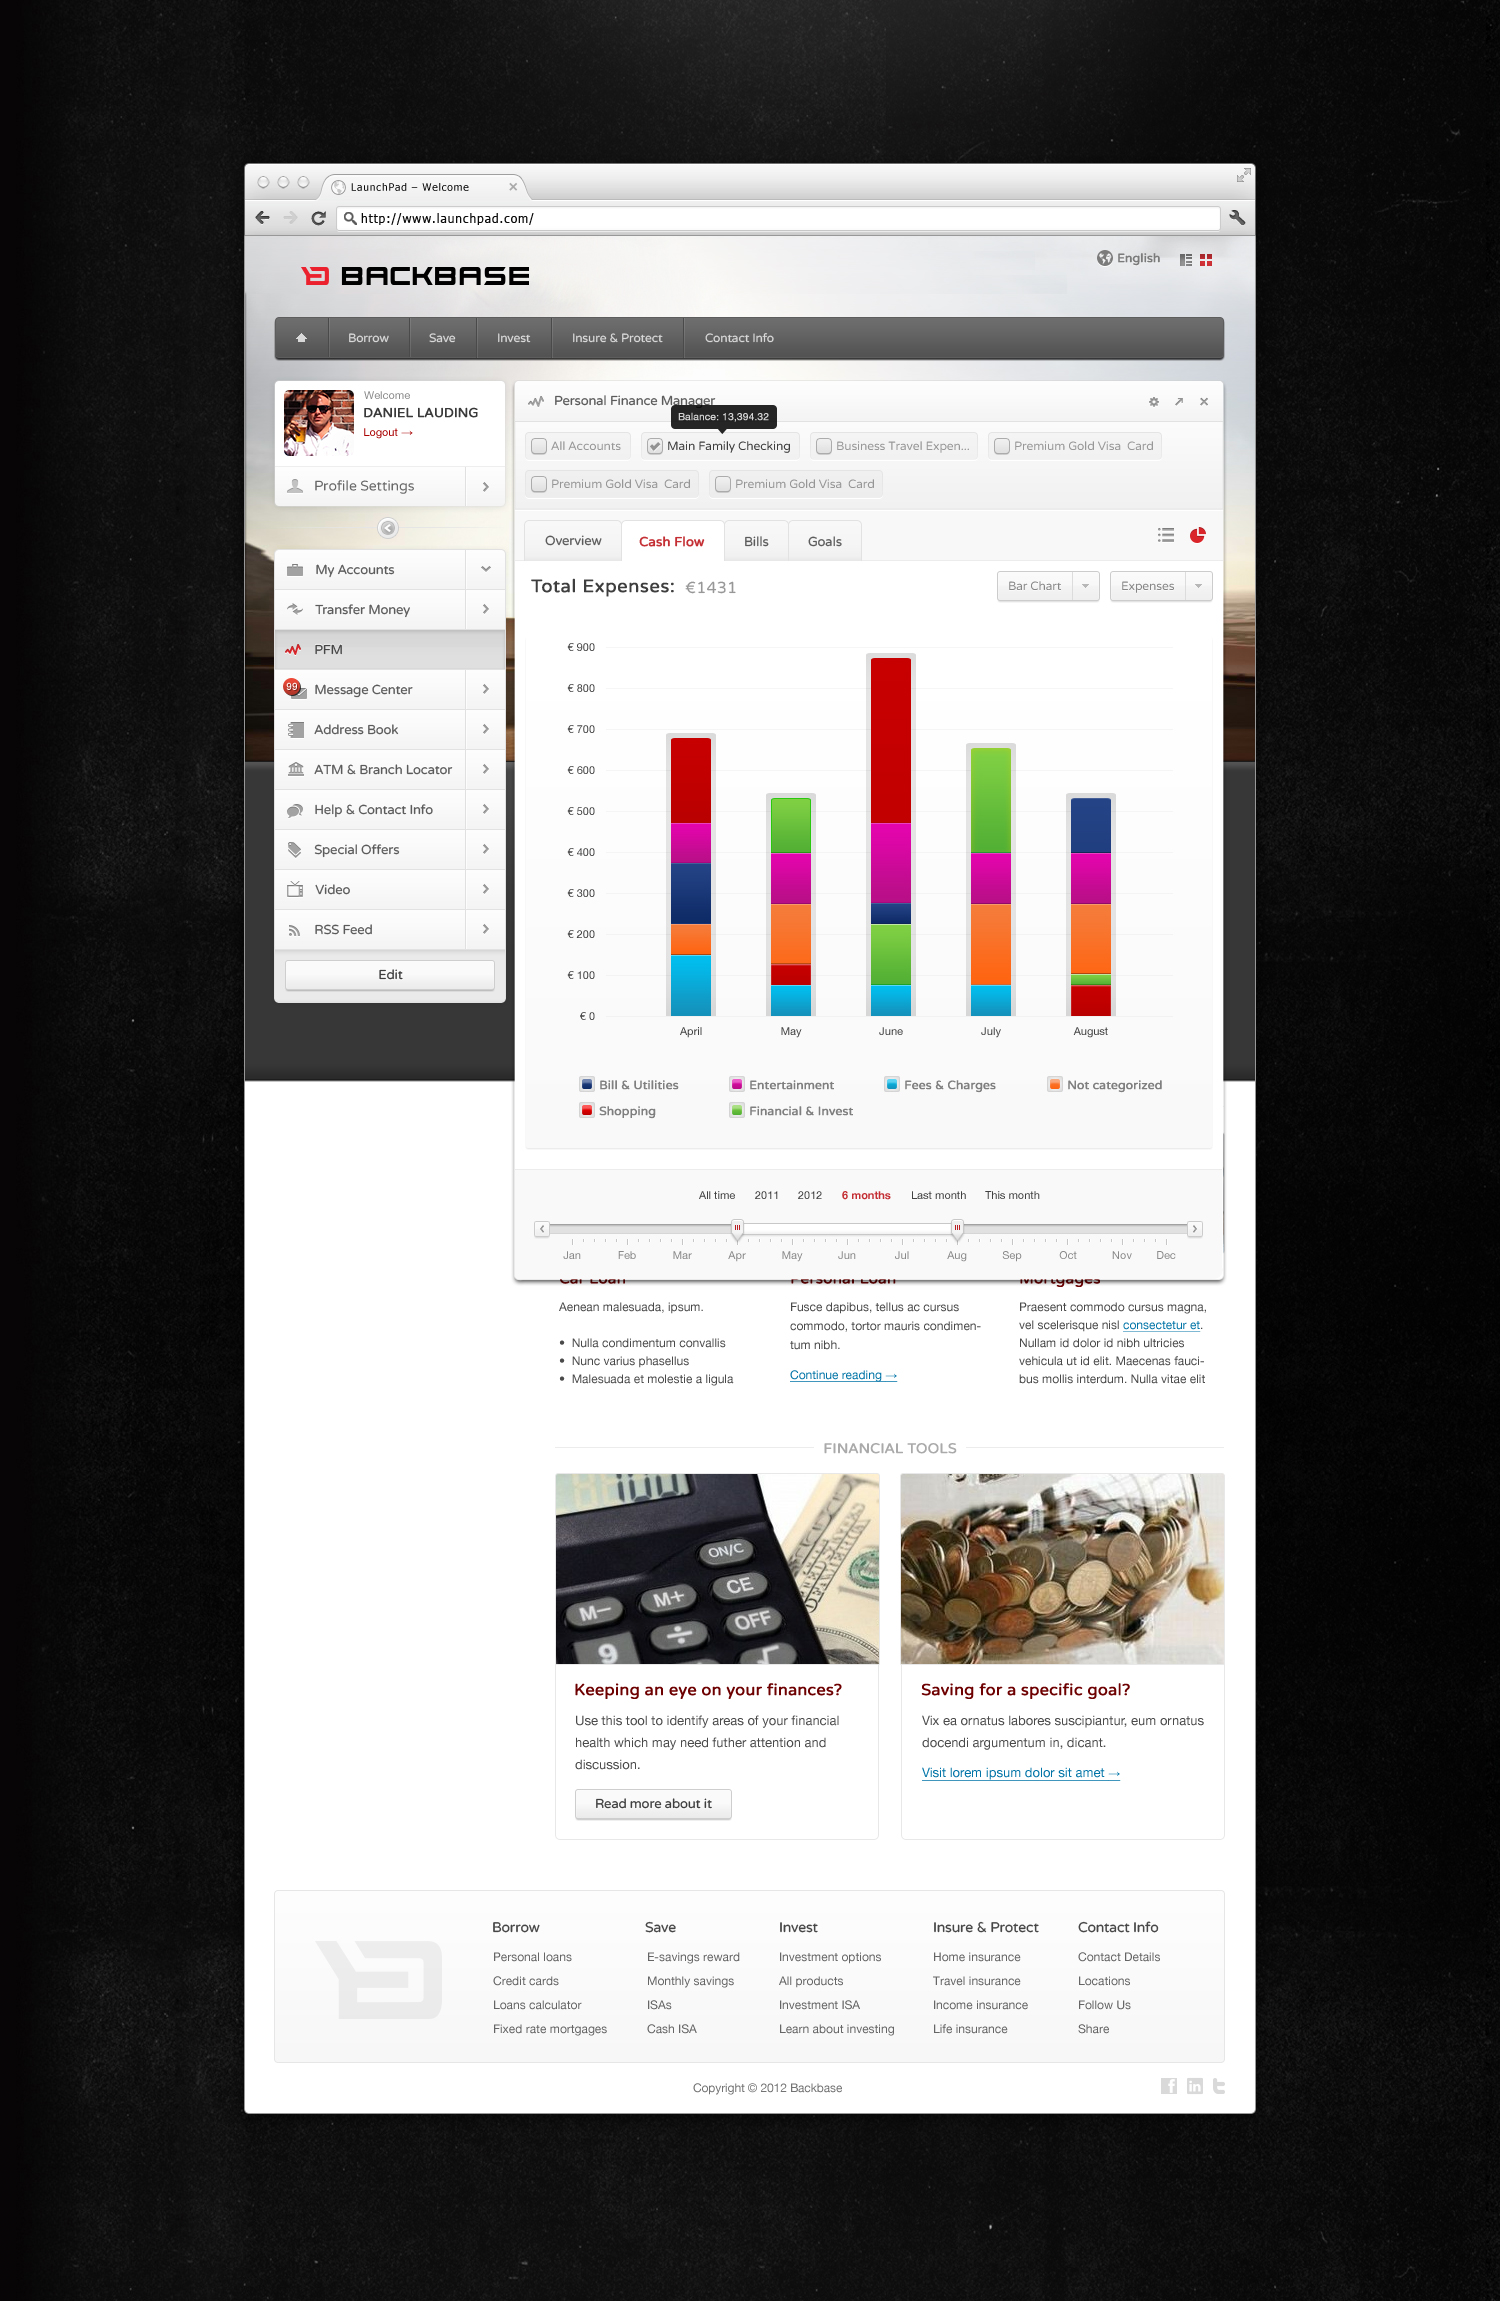 LaunchPad – Welcome
http://www.launchpad.com/
BACKBASE
English
Borrow
Save
Invest
Insure & Protect
Contact Info
Welcome
DANIEL LAUDING
Logout →
Profile Settings
My Accounts
Transfer Money
PFM
99
Message Center
Address Book
ATM & Branch Locator
Help & Contact Info
Special Offers
Video
RSS Feed
Edit
Personal Finance Manager
Balance: 13,394.32
All Accounts
Main Family Checking
Business Travel Expen...
Premium Gold Visa Card
Premium Gold Visa Card
Premium Gold Visa Card
Overview
Cash Flow
Bills
Goals
Total Expenses: €1431
Bar Chart
Expenses
€ 900
€ 800
€ 700
€ 600
€ 500
€ 400
€ 300
€ 200
€ 100
€ 0
April
May
June
July
August
Bill & Utilities
Entertainment
Fees & Charges
Not categorized
Shopping
Financial & Invest
All time
2011
2012
6 months
Last month
This month
Jan
Feb
Mar
Apr
May
Jun
Jul
Aug
Sep
Oct
Nov
Dec
Car Loan
Aenean malesuada, ipsum.
• Nulla condimentum convallis
• Nunc varius phasellus
• Malesuada et molestie a ligula
Personal Loan
Fusce dapibus, tellus ac cursus
commodo, tortor mauris condimen-
tum nibh.
Continue reading →
Mortgages
Praesent commodo cursus magna,
vel scelerisque nisl consectetur et.
Nullam id dolor id nibh ultricies
vehicula ut id elit. Maecenas fauci-
bus mollis interdum. Nulla vitae elit
FINANCIAL TOOLS
100
ON/C
M–
M+
CE
9
÷
OFF
√
Keeping an eye on your finances?
Use this tool to identify areas of your financial
health which may need futher attention and
discussion.
Read more about it
Saving for a specific goal?
Vix ea ornatus labores suscipiantur, eum ornatus
docendi argumentum in, dicant.
Visit lorem ipsum dolor sit amet →
Borrow
Personal loans
Credit cards
Loans calculator
Fixed rate mortgages
Save
E-savings reward
Monthly savings
ISAs
Cash ISA
Invest
Investment options
All products
Investment ISA
Learn about investing
Insure & Protect
Home insurance
Travel insurance
Income insurance
Life insurance
Contact Info
Contact Details
Locations
Follow Us
Share
Copyright © 2012 Backbase